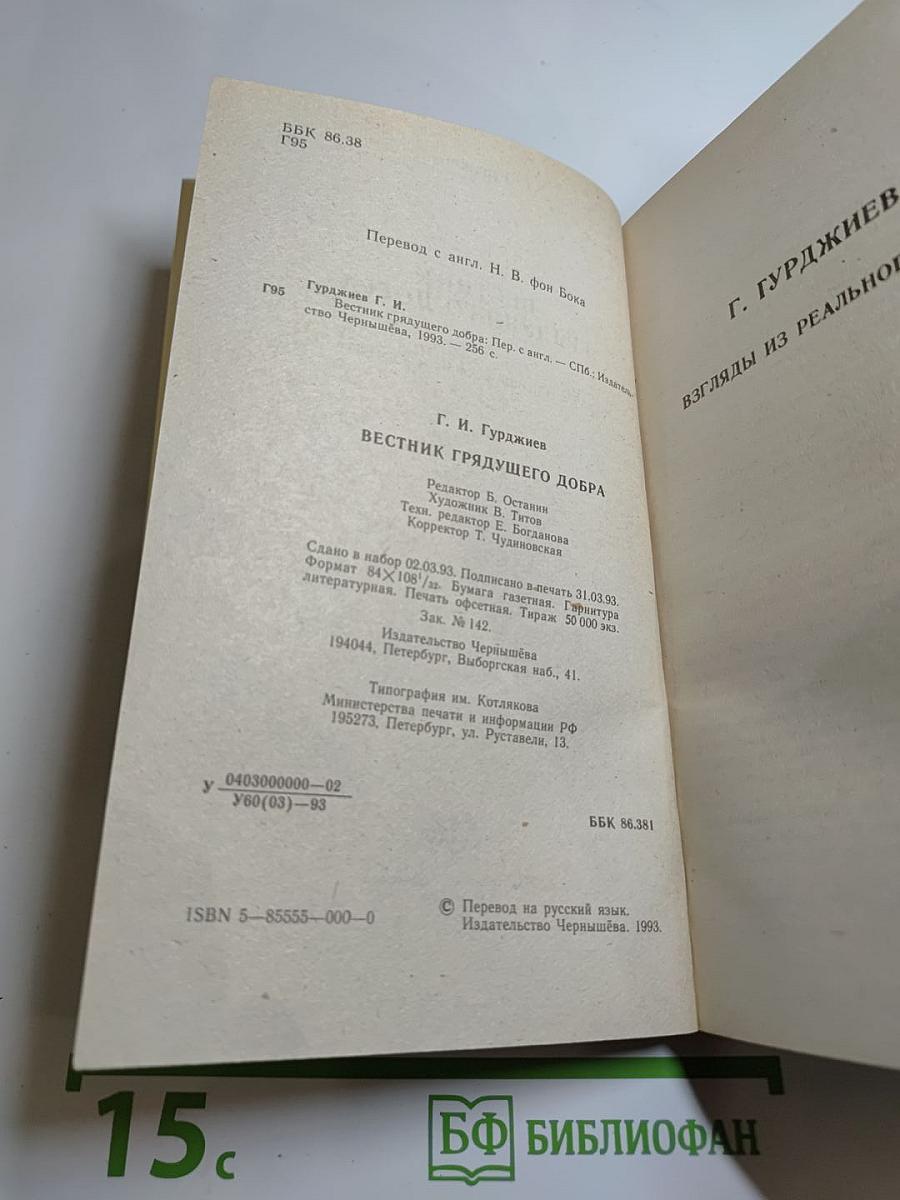 ББК 86.38
Г95
Перевод с англ. Н. В. фон Бока
Гурджиев Г. И.
Г95 Вестник грядущего добра: Пер. с англ. — СПб.: Издатель-
ство Чернышёва, 1993. — 256 с.
Г. И. Гурджиев
ВЕСТНИК ГРЯДУЩЕГО ДОБРА
Редактор Б. Останин
Художник В. Титов
Техн. редактор Е. Богданова
Корректор Т. Чудиновская
Сдано в набор 02.03.93. Подписано в печать 31.03.93.
Формат 84×108¹/₃₂. Бумага газетная. Гарнитура
литературная. Печать офсетная. Тираж 50 000 экз.
Зак. № 142.
Издательство Чернышёва
194044, Петербург, Выборгская наб., 41.
Типография им. Котлякова
Министерства печати и информации РФ
195273, Петербург, ул. Руставели, 13.
У 0403000000—02
У60(03)—93
ББК 86.381
ISBN 5—85555—000—0
© Перевод на русский язык.
Издательство Чернышёва. 1993.
Г. ГУРДЖИЕВ
ВЗГЛЯДЫ ИЗ РЕАЛЬНОГ
15 с
БФ БИБЛИОФАН